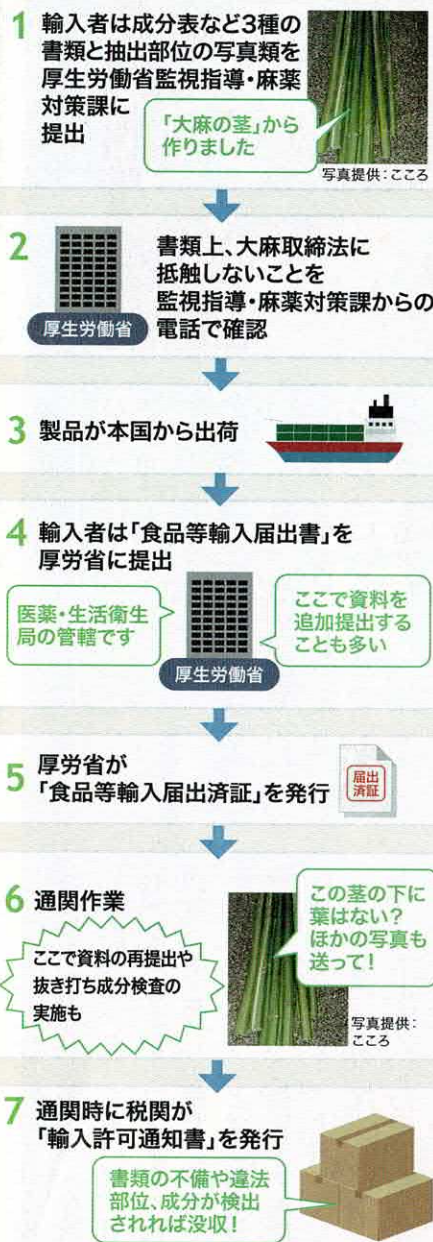 1 輸入者は成分表など3種の
書類と抽出部位の写真類を
厚生労働省監視指導・麻薬
対策課に
提出
「大麻の茎」から
作りました
写真提供：こころ
2 書類上、大麻取締法に
抵触しないことを
監視指導・麻薬対策課からの
電話で確認
厚生労働省
3 製品が本国から出荷
4 輸入者は「食品等輸入届出書」を
厚労省に提出
医薬・生活衛生
局の管轄です
ここで資料を
追加提出する
ことも多い
厚生労働省
5 厚労省が
「食品等輸入届出済証」を発行
届出
済証
6 通関作業
ここで資料の再提出や
抜き打ち成分検査の
実施も
この茎の下に
葉はない？
ほかの写真も
送って！
写真提供：
こころ
7 通関時に税関が
「輸入許可通知書」を発行
書類の不備や違法
部位、成分が検出
されれば没収！